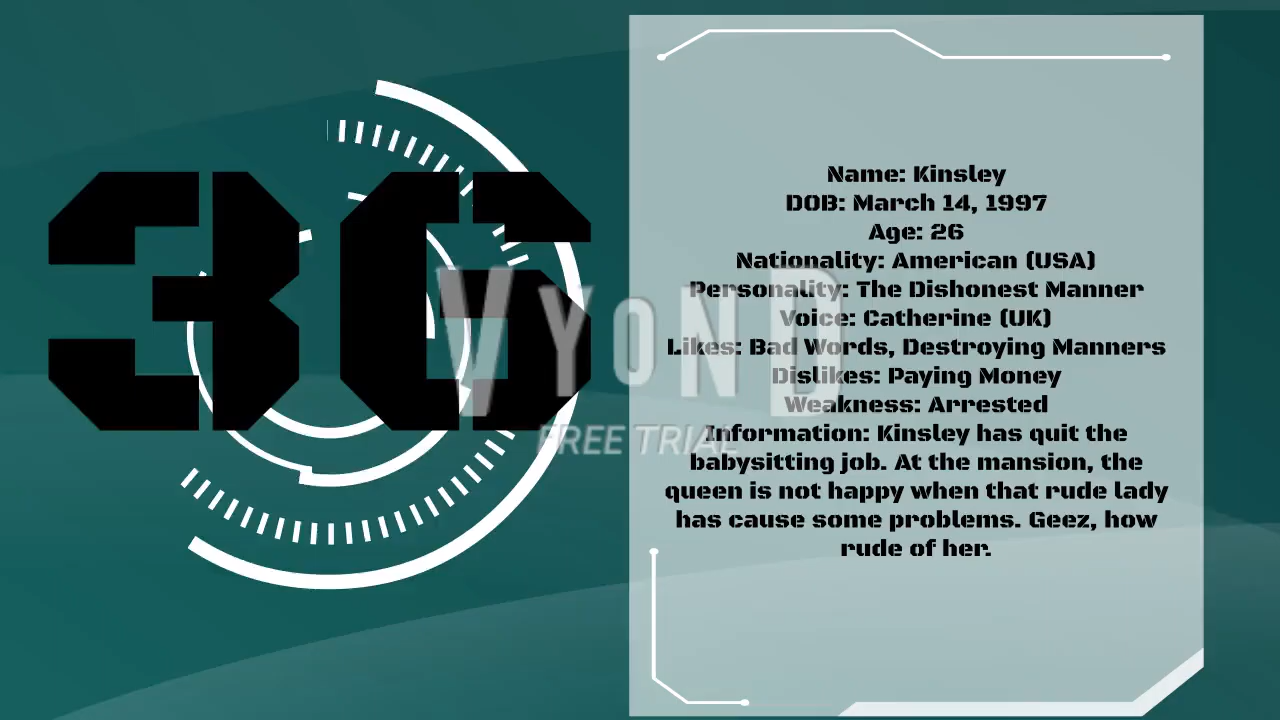 36
Name: Kinsley
DOB: March 14, 1997
Age: 26
Nationality: American (USA)
Personality: The Dishonest Manner
Voice: Catherine (UK)
Likes: Bad Words, Destroying Manners
Dislikes: Paying Money
Weakness: Arrested
Information: Kinsley has quit the
babysitting job. At the mansion, the
queen is not happy when that rude lady
has cause some problems. Geez, how
rude of her.
VYOND
FREE TRIAL